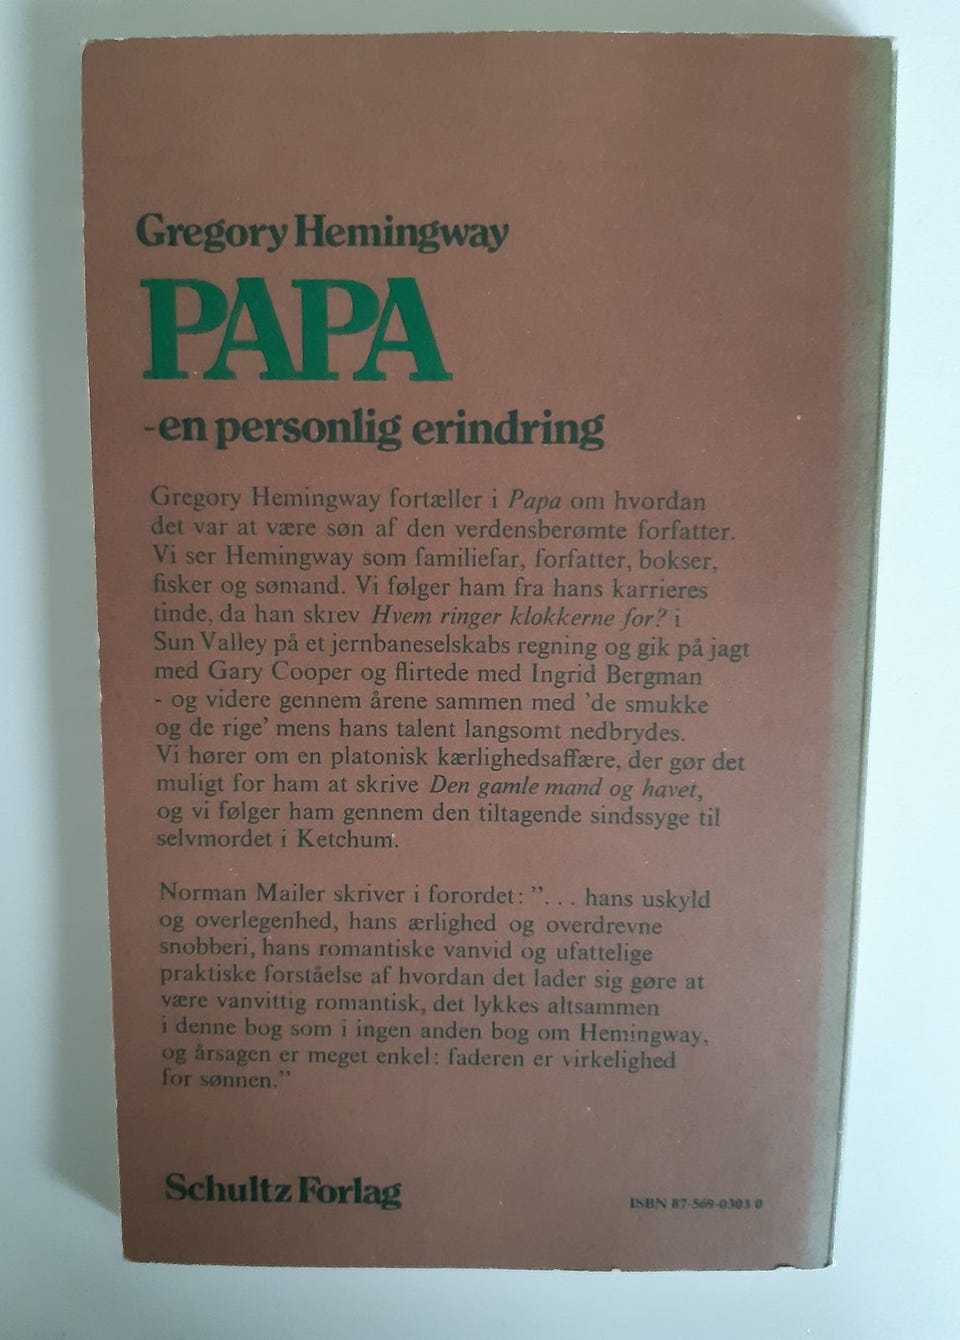 Gregory Hemingway
PAPA
-en personlig erindring
Gregory Hemingway fortæller i Papa om hvordan
det var at være søn af den verdensberømte forfatter.
Vi ser Hemingway som familiefar, forfatter, bokser,
fisker og sømand. Vi følger ham fra hans karrieres
tinde, da han skrev Hvem ringer klokkerne for? i
Sun Valley på et jernbaneselskabs regning og gik på jagt
med Gary Cooper og flirtede med Ingrid Bergman
- og videre gennem årene sammen med 'de smukke
og de rige' mens hans talent langsomt nedbrydes.
Vi hører om en platonisk kærlighedsaffære, der gør det
muligt for ham at skrive Den gamle mand og havet,
og vi følger ham gennem den tiltagende sindssyge til
selvmordet i Ketchum.
Norman Mailer skriver i forordet: "... hans uskyld
og overlegenhed, hans ærlighed og overdrevne
snobberi, hans romantiske vanvid og ufattelige
praktiske forståelse af hvordan det lader sig gøre at
være vanvittig romantisk, det lykkes altsammen
i denne bog som i ingen anden bog om Hemingway,
og årsagen er meget enkel: faderen er virkelighed
for sønnen."
Schultz Forlag
ISBN 87-569-0303 0